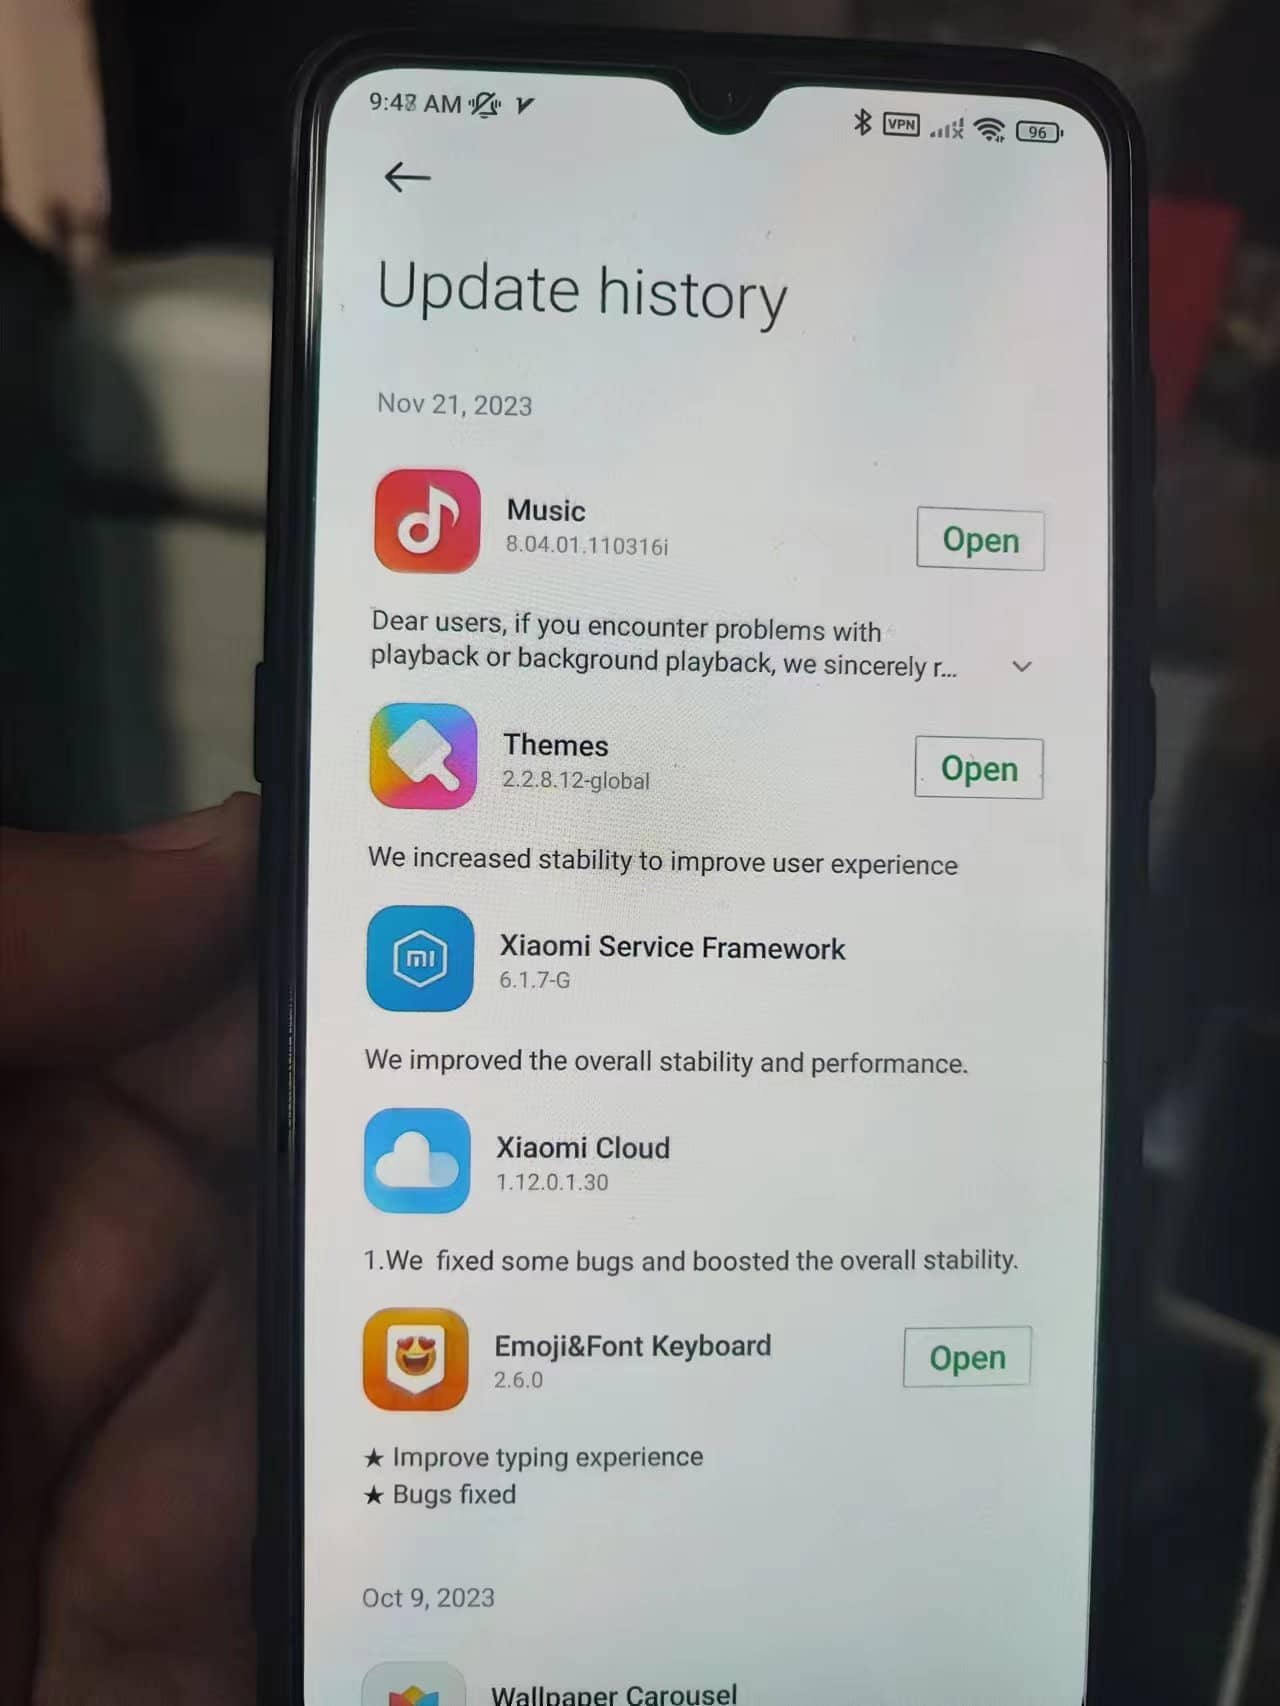 9:48 AM
VPN
96
Update history
Nov 21, 2023
Music
8.04.01.110316i
Open
Dear users, if you encounter problems with
playback or background playback, we sincerely r...
Themes
2.2.8.12-global
Open
We increased stability to improve user experience
mi
Xiaomi Service Framework
6.1.7-G
We improved the overall stability and performance.
Xiaomi Cloud
1.12.0.1.30
1.We  fixed some bugs and boosted the overall stability.
Emoji&Font Keyboard
2.6.0
Open
★ Improve typing experience
★ Bugs fixed
Oct 9, 2023
Wallpaper Carousel